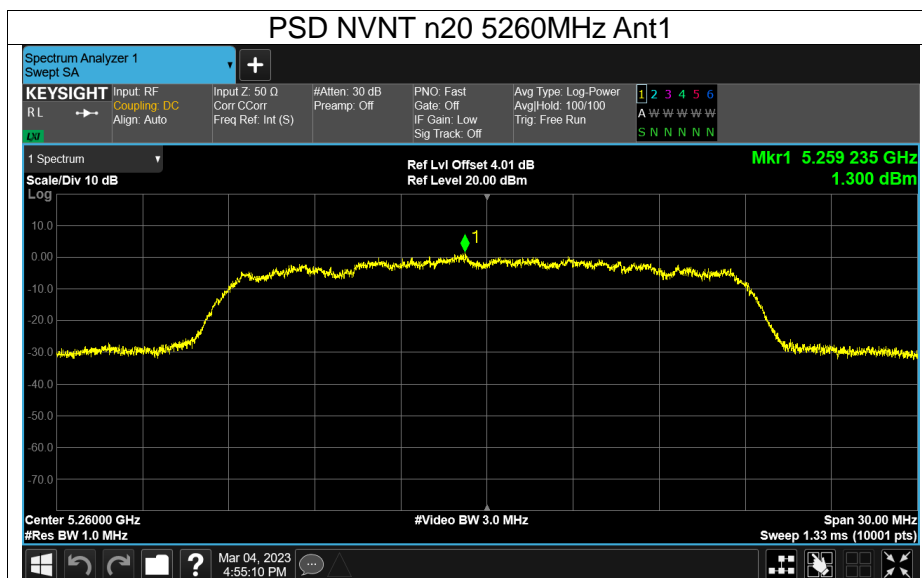 PSD NVNT n20 5260MHz Ant1
Spectrum Analyzer 1
Swept SA
+
KEYSIGHT Input: RF Input Z: 50 Ω #Atten: 30 dB PNO: Fast Avg Type: Log-Power 1 2 3 4 5 6
RL Coupling: DC Corr CCorr Preamp: Off Gate: Off Avg|Hold: 100/100 A W W W W W
Align: Auto Freq Ref: Int (S) IF Gain: Low Trig: Free Run
LXI Sig Track: Off S N N N N N
1 Spectrum Ref Lvl Offset 4.01 dB Mkr1 5.259 235 GHz
Scale/Div 10 dB Ref Level 20.00 dBm 1.300 dBm
Log
10.0
1
0.00
-10.0
-20.0
-30.0
-40.0
-50.0
-60.0
-70.0
Center 5.26000 GHz #Video BW 3.0 MHz Span 30.00 MHz
#Res BW 1.0 MHz Sweep 1.33 ms (10001 pts)
? Mar 04, 2023
4:55:10 PM